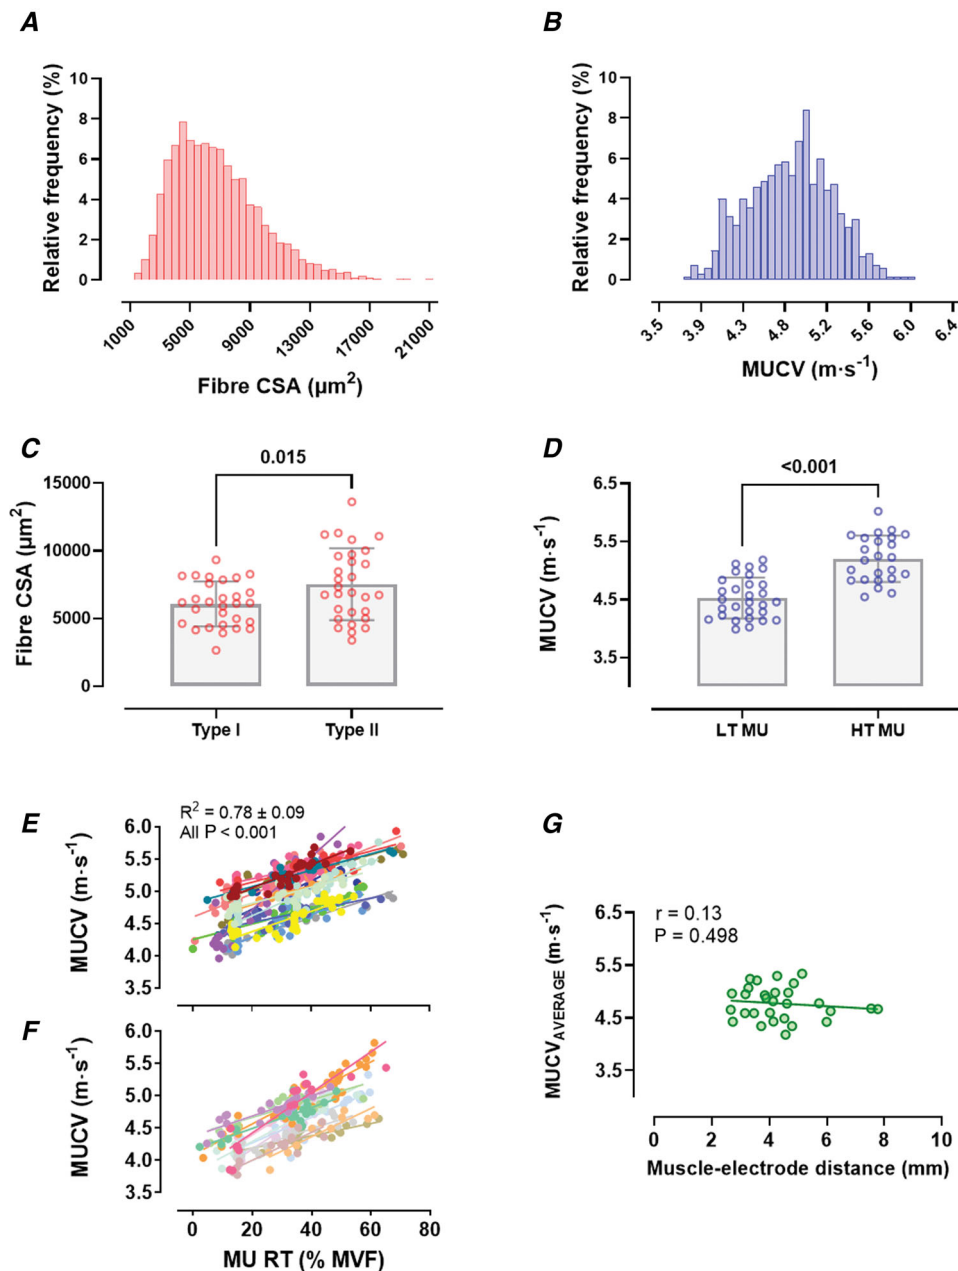 A
B
Relative frequency (%)
10
8
6
4
2
0
1000
5000
9000
13000
17000
21000
Fibre CSA (µm²)
Relative frequency (%)
10
8
6
4
2
0
3.5
3.9
4.3
4.8
5.2
5.6
6.0
6.4
MUCV (m·s⁻¹)
C
D
0.015
Fibre CSA (µm²)
15000
10000
5000
0
Type I
Type II
<0.001
MUCV (m·s⁻¹)
6.5
5.5
4.5
3.5
LT MU
HT MU
E
R² = 0.78 ± 0.09
All P < 0.001
MUCV (m·s⁻¹)
6.0
5.5
5.0
4.5
4.0
3.5
F
MUCV (m·s⁻¹)
6.0
5.5
5.0
4.5
4.0
3.5
0
20
40
60
80
MU RT (% MVF)
G
r = 0.13
P = 0.498
MUCV AVERAGE (m·s⁻¹)
6.5
5.5
4.5
3.5
0
2
4
6
8
10
Muscle-electrode distance (mm)